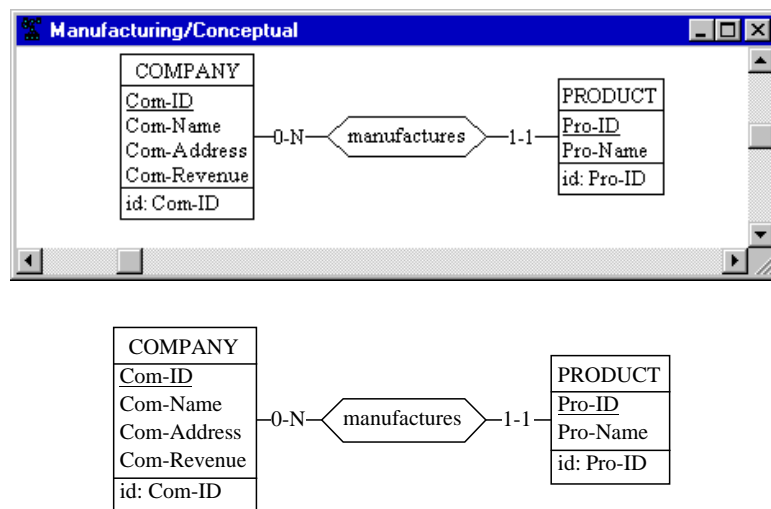 Manufacturing/Conceptual
COMPANY
Com-ID
Com-Name
Com-Address
Com-Revenue
id: Com-ID
0-N
manufactures
1-1
PRODUCT
Pro-ID
Pro-Name
id: Pro-ID
COMPANY
Com-ID
Com-Name
Com-Address
Com-Revenue
id: Com-ID
0-N
manufactures
1-1
PRODUCT
Pro-ID
Pro-Name
id: Pro-ID